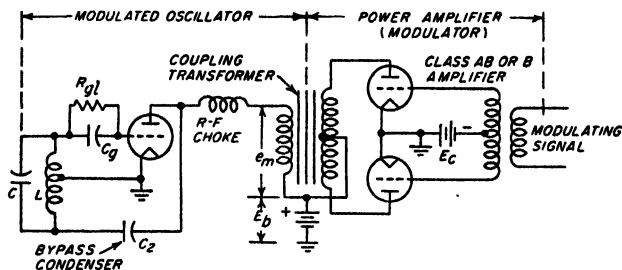 MODULATED OSCILLATOR
POWER AMPLIFIER
(MODULATOR)
COUPLING
TRANSFORMER
CLASS AB OR B
AMPLIFIER
Rgl
Cg
R-F
CHOKE
em
Ec
-
MODULATING
SIGNAL
C
L
Eb
+
C2
BYPASS
CONDENSER